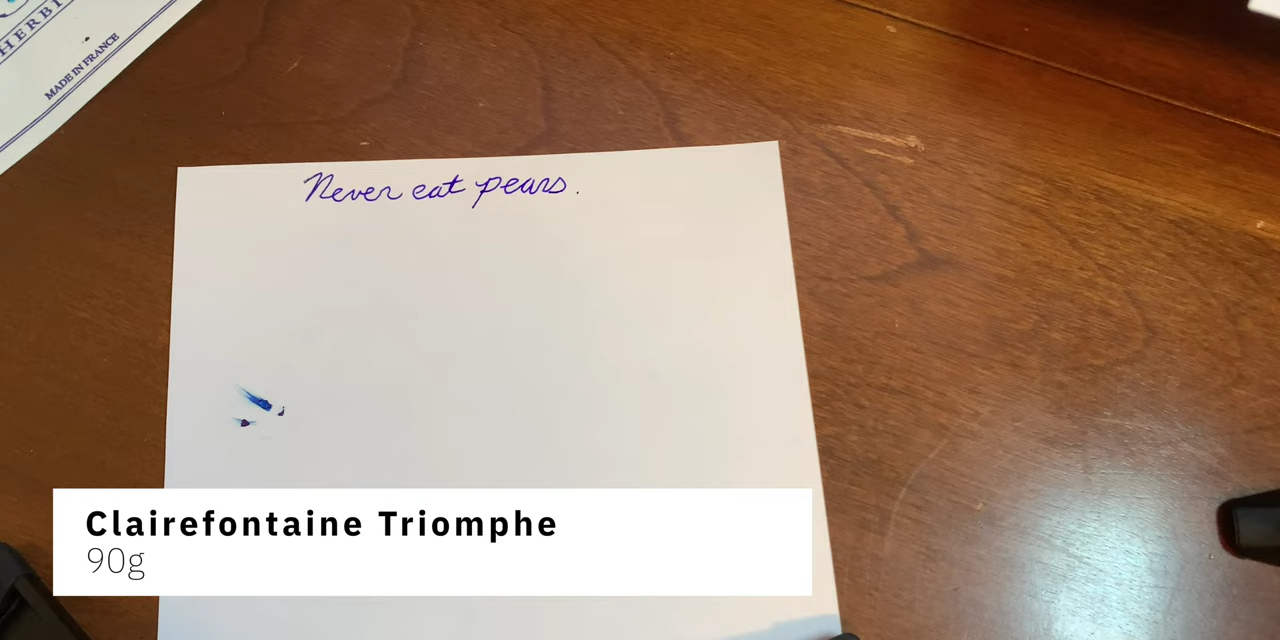 HERBI
MADE IN FRANCE
Never eat pears.
Clairefontaine Triomphe
90g